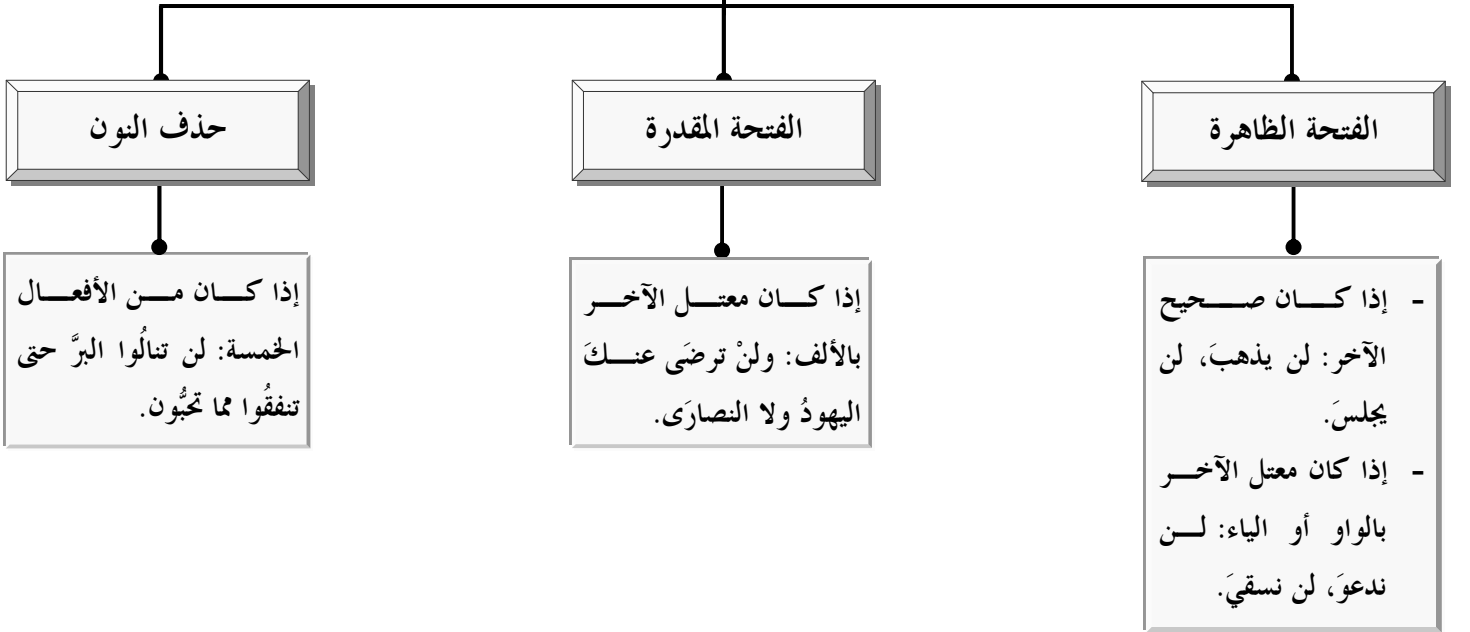 الفتحة الظاهرة
- إذا كان صحيح
الآخر: لن يذهبَ، لن
يجلسَ.
- إذا كان معتل الآخر
بالواو أو الياء: لن
ندعوَ، لن نسقيَ.
الفتحة المقدرة
إذا كان معتل الآخر
بالألف: ولنْ ترضَى عنكَ
اليهودُ ولا النصارَى.
حذف النون
إذا كان من الأفعال
الخمسة: لن تنالُوا البرَّ حتى
تنفقُوا مما تحبُّون.